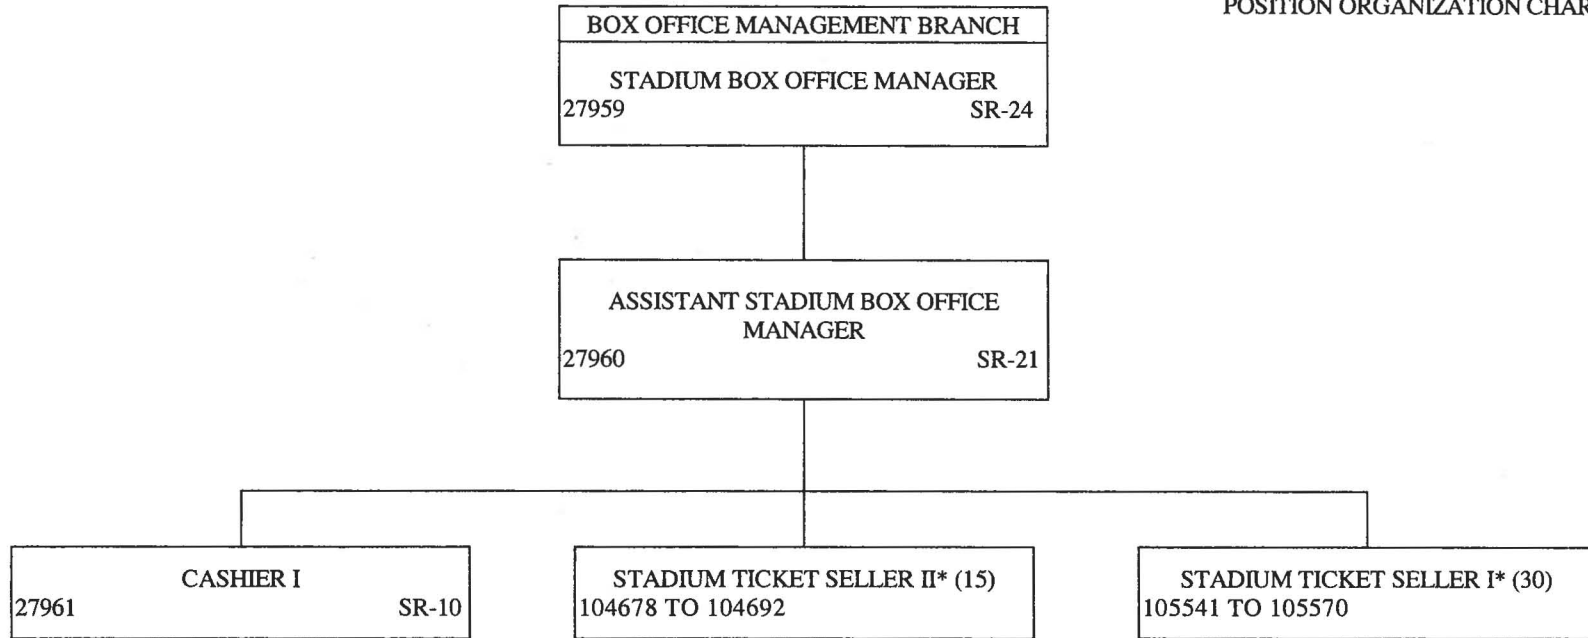 POSITION ORGANIZATION CHAR
BOX OFFICE MANAGEMENT BRANCH
STADIUM BOX OFFICE MANAGER
27959 SR-24
ASSISTANT STADIUM BOX OFFICE
MANAGER
27960 SR-21
CASHIER I
27961 SR-10
STADIUM TICKET SELLER II* (15)
104678 TO 104692
STADIUM TICKET SELLER I* (30)
105541 TO 105570